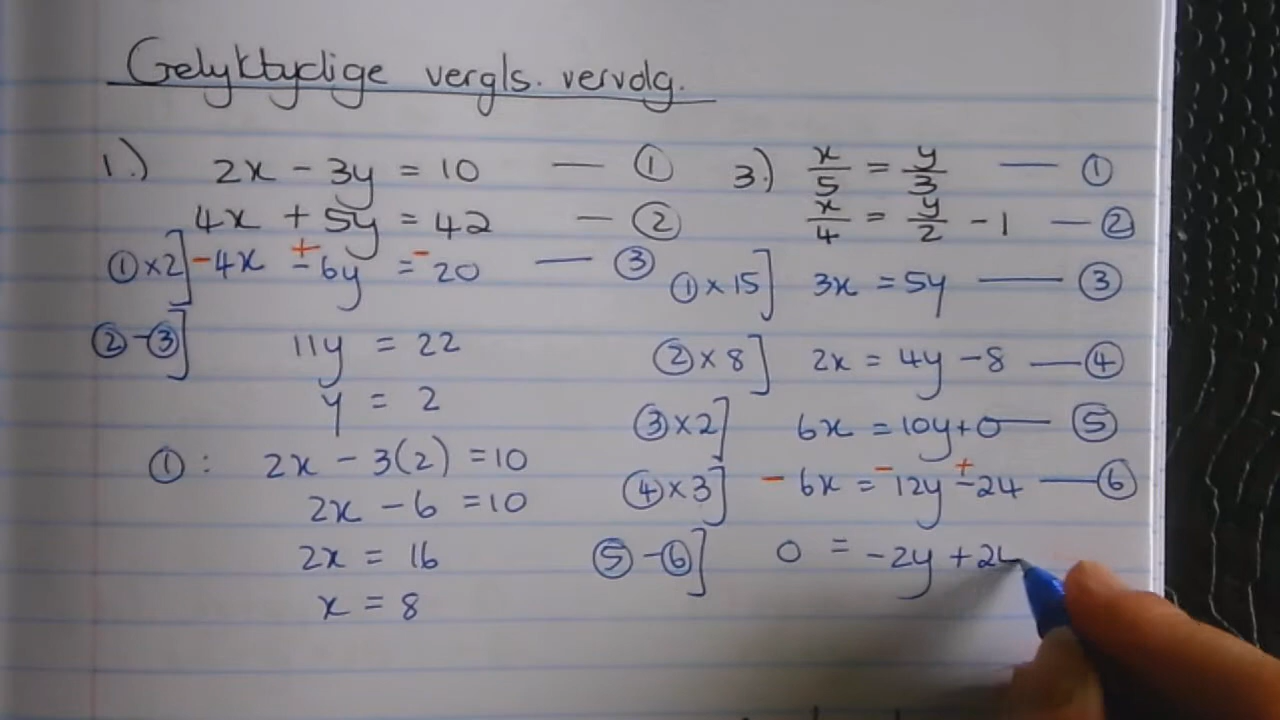 Gelyktydige vergls. vervolg.
1.) 2x - 3y = 10 — ①
4x + 5y = 42 — ②
①×2] - 4x +- 6y = - 20 — ③
②-③] 11y = 22
y = 2
①: 2x - 3(2) = 10
2x - 6 = 10
2x = 16
x = 8
3.) x/5 = y/3 — ①
x/4 = y/2 - 1 — ②
①×15] 3x = 5y — ③
②×8] 2x = 4y - 8 — ④
③×2] 6x = 10y + 0 — ⑤
④×3] - 6x = - 12y +- 24 — ⑥
⑤-⑥] 0 = -2y + 24